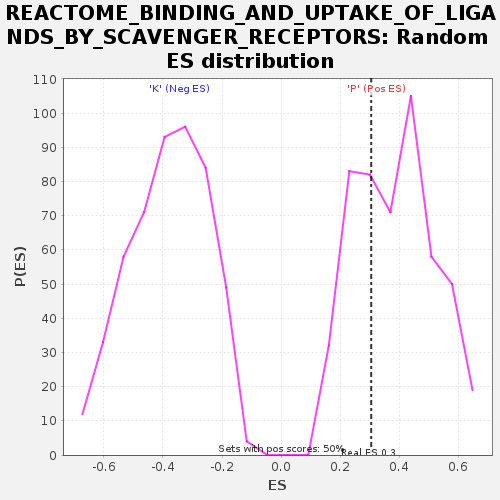 REACTOME_BINDING_AND_UPTAKE_OF_LIGA
NDS_BY_SCAVENGER_RECEPTORS: Random
ES distribution
'K' (Neg ES)
'P' (Pos ES)
110
100
90
80
70
60
50
40
30
20
10
0
P(ES)
Sets with pos scores: 50%
Real ES 0.3
-0.6
-0.4
-0.2
0.0
0.2
0.4
0.6
ES